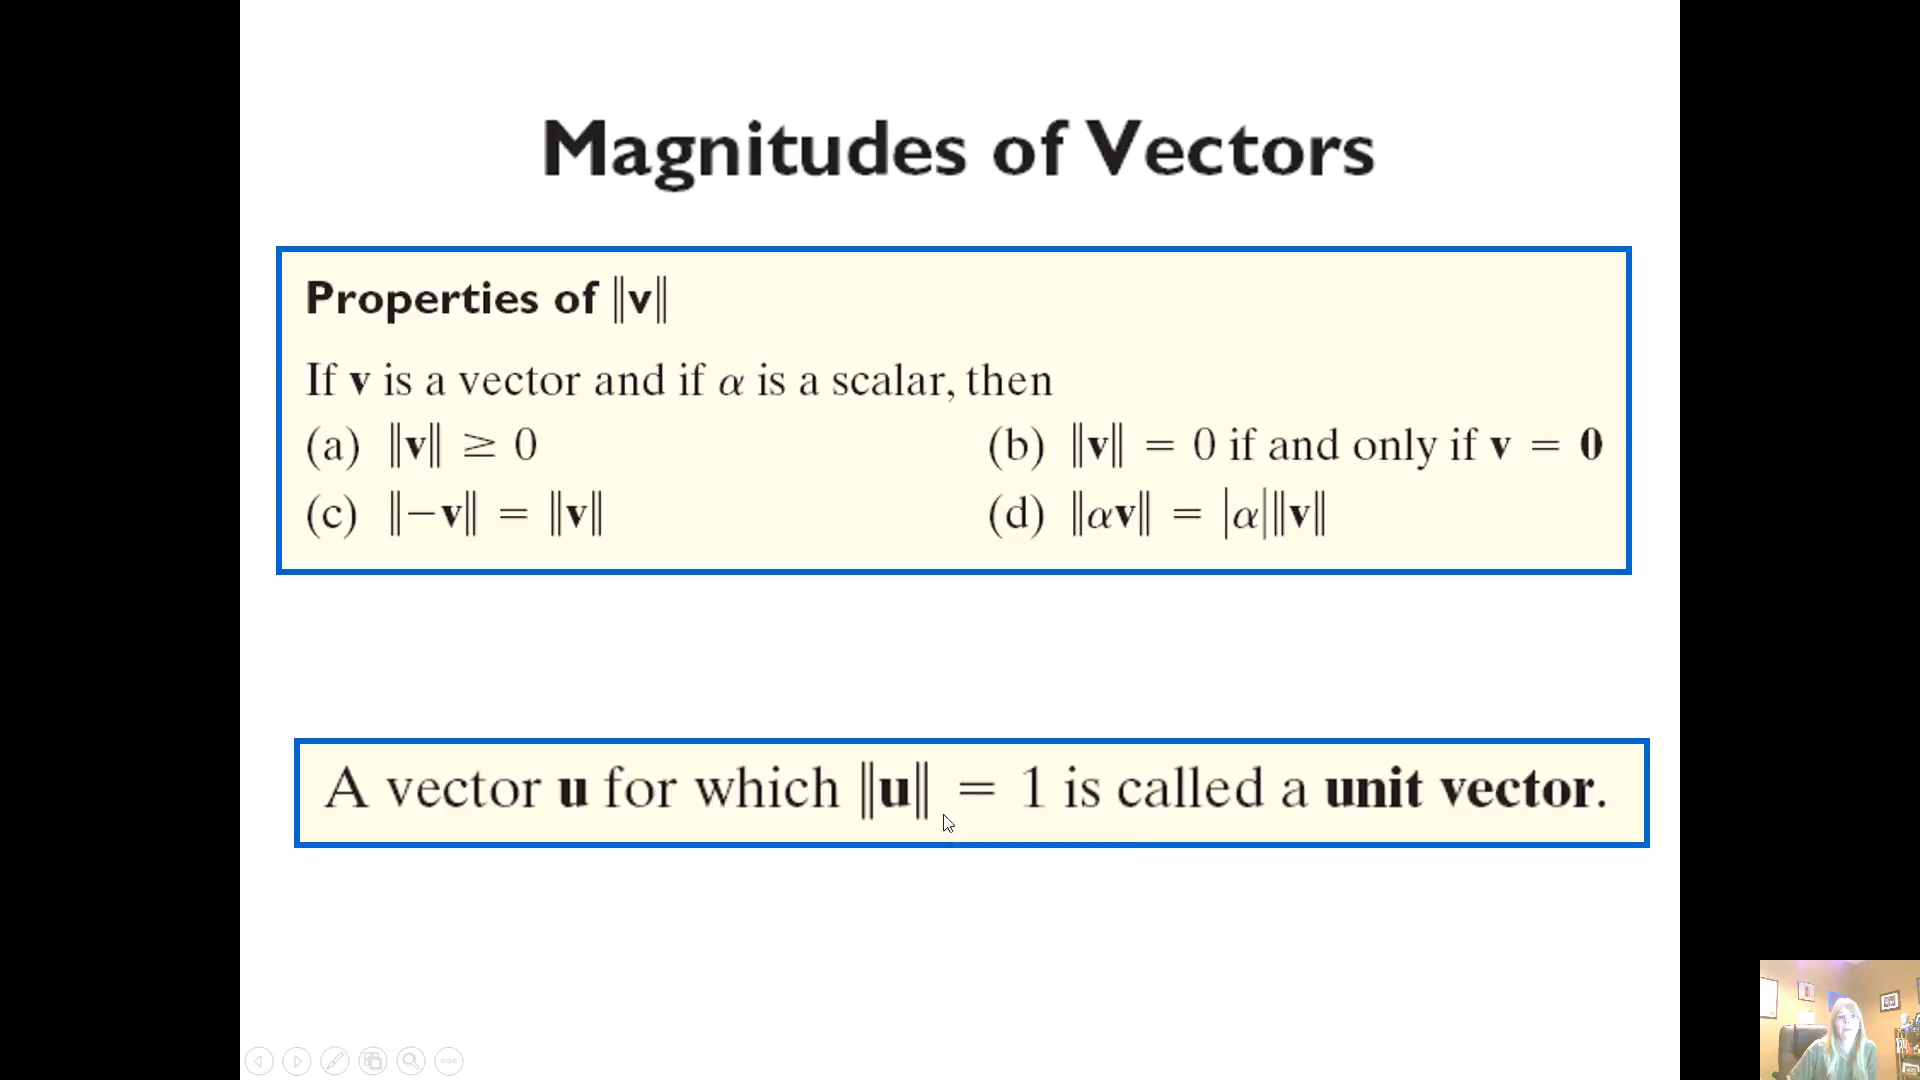 Magnitudes of Vectors
Properties of ‖v‖
If v is a vector and if α is a scalar, then
(a) ‖v‖ ≥ 0 (b) ‖v‖ = 0 if and only if v = 0
(c) ‖−v‖ = ‖v‖ (d) ‖αv‖ = |α|‖v‖
A vector u for which ‖u‖ = 1 is called a unit vector.